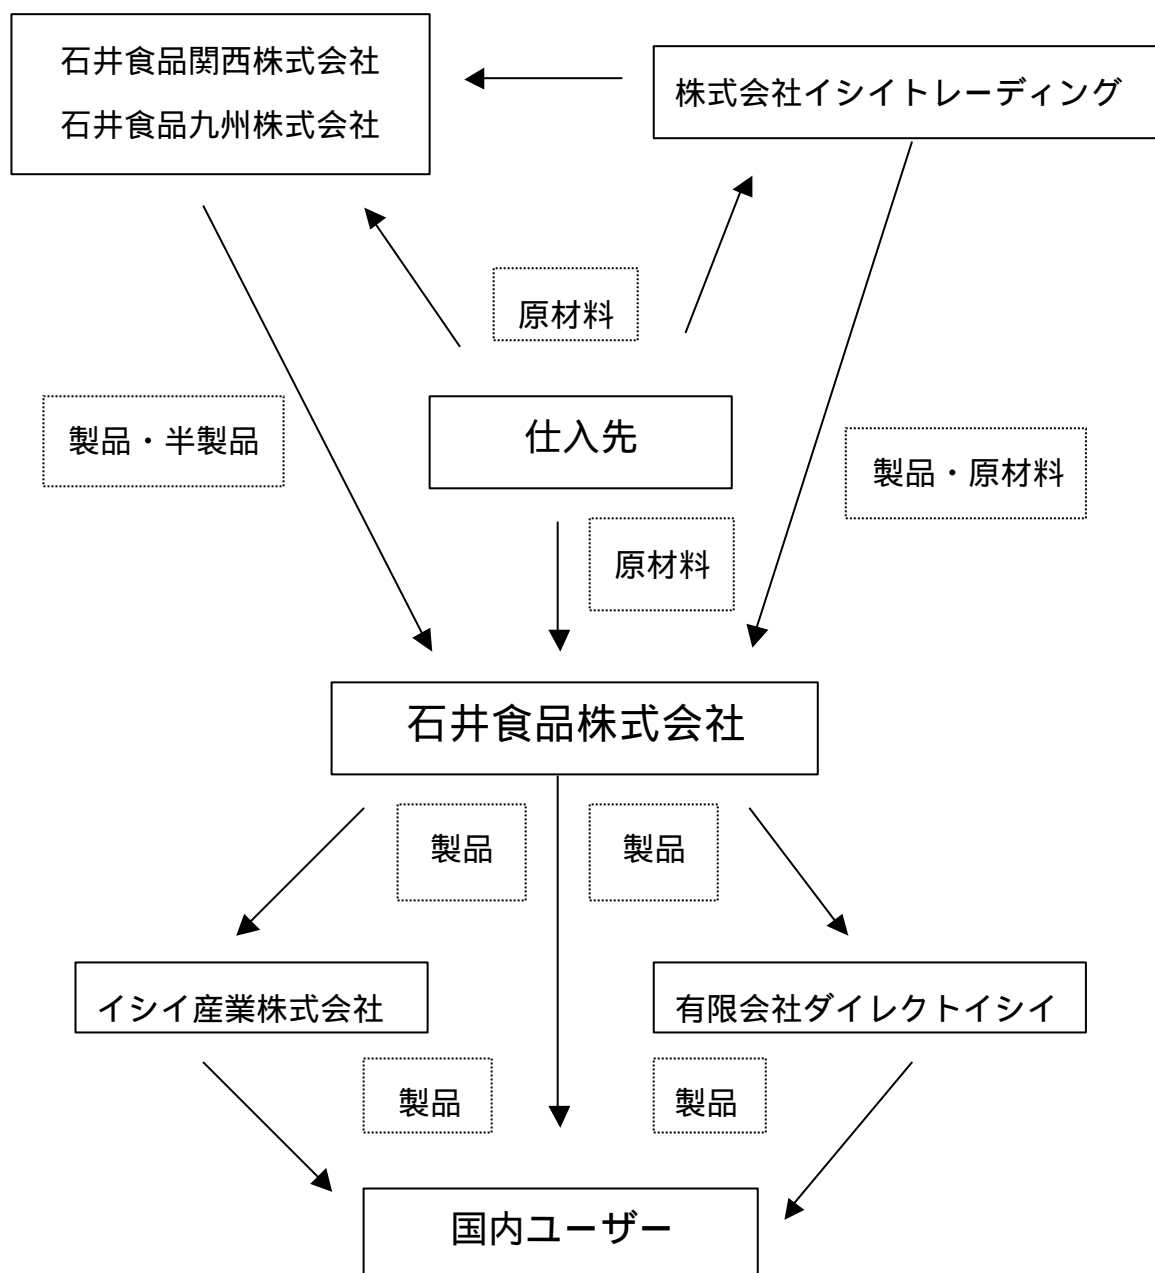 石井食品関西株式会社
石井食品九州株式会社
株式会社イシイトレーディング
原材料
仕入先
製品・半製品
製品・原材料
原材料
石井食品株式会社
製品
製品
イシイ産業株式会社
有限会社ダイレクトイシイ
製品
製品
国内ユーザー